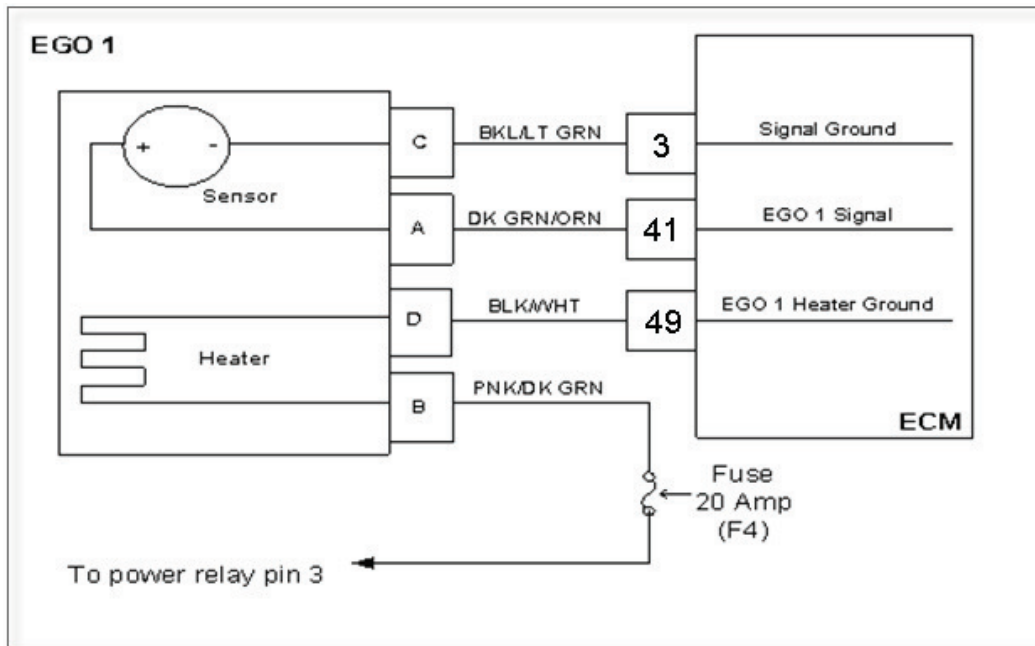 EGO 1
C
BKL/LT GRN
3
Signal Ground
Sensor
A
DK GRN/ORN
41
EGO 1 Signal
D
BLK/WHT
49
EGO 1 Heater Ground
Heater
B
PNK/DK GRN
ECM
Fuse
20 Amp
(F4)
To power relay pin 3